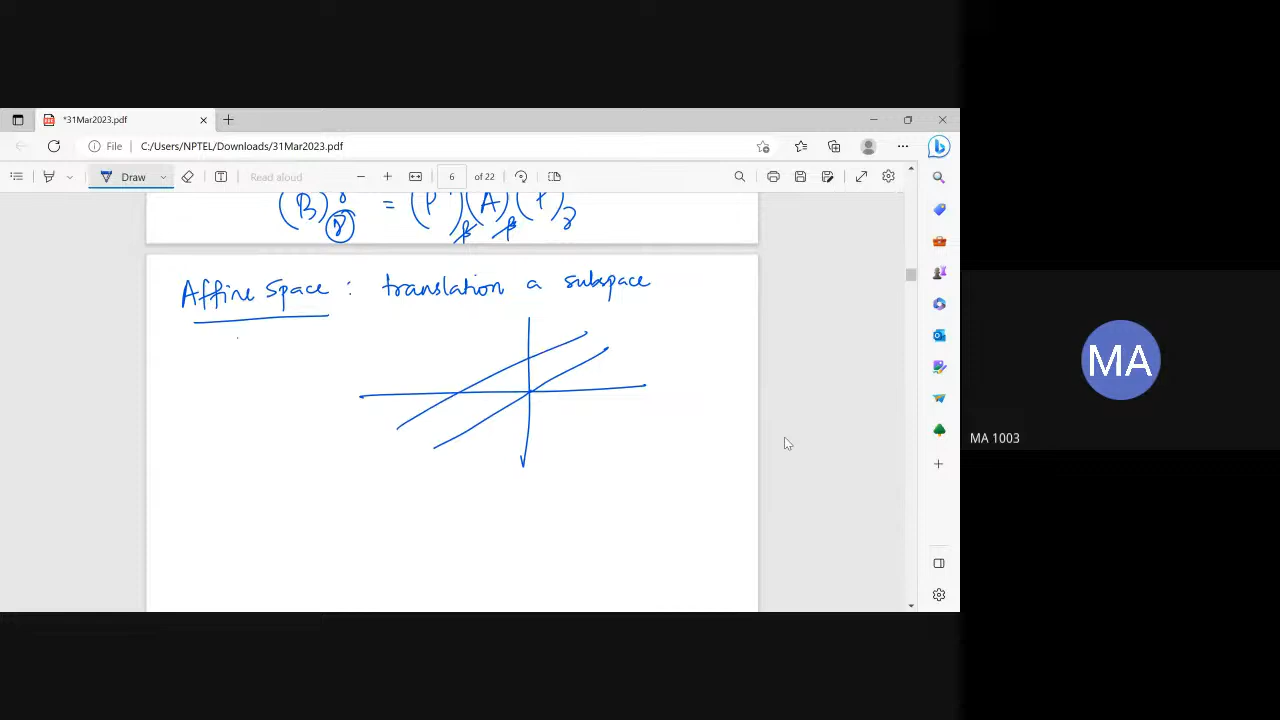 *31Mar2023.pdf
File C:/Users/NPTEL/Downloads/31Mar2023.pdf
Draw Read aloud 6 of 22
(B) = (P )(A)(P)
Affine Space : translation a subspace
MA
MA 1003